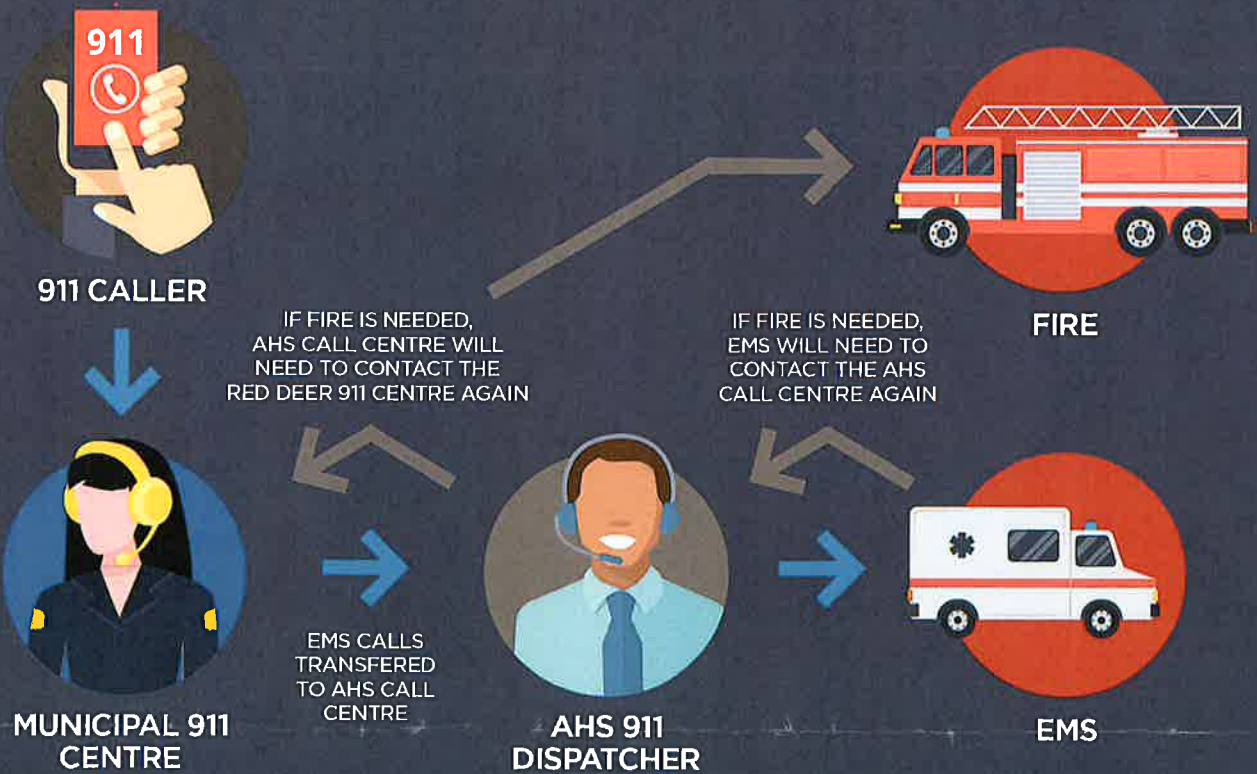 911
911 CALLER
IF FIRE IS NEEDED,
AHS CALL CENTRE WILL
NEED TO CONTACT THE
RED DEER 911 CENTRE AGAIN
IF FIRE IS NEEDED,
EMS WILL NEED TO
CONTACT THE AHS
CALL CENTRE AGAIN
FIRE
EMS CALLS
TRANSFERED
TO AHS CALL
CENTRE
MUNICIPAL 911
CENTRE
AHS 911
DISPATCHER
EMS